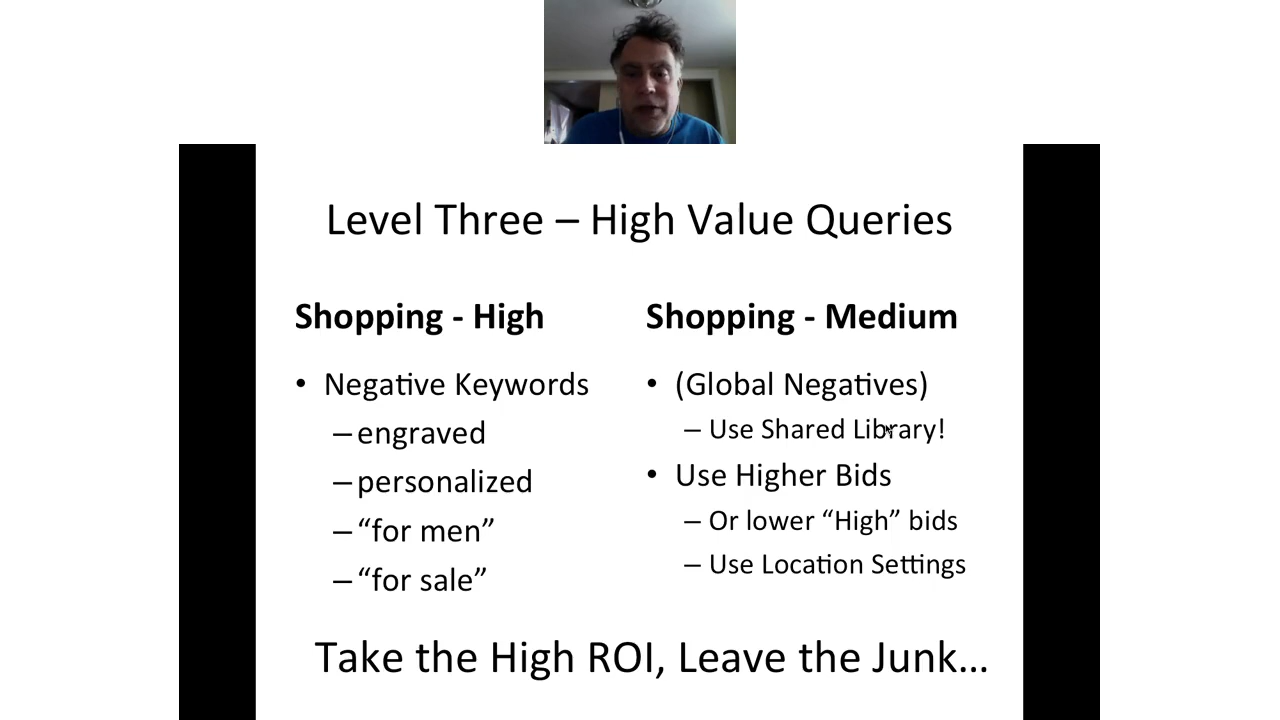 Level Three – High Value Queries
Shopping - High
• Negative Keywords
– engraved
– personalized
– “for men”
– “for sale”
Shopping - Medium
• (Global Negatives)
– Use Shared Library!
• Use Higher Bids
– Or lower “High” bids
– Use Location Settings
Take the High ROI, Leave the Junk…